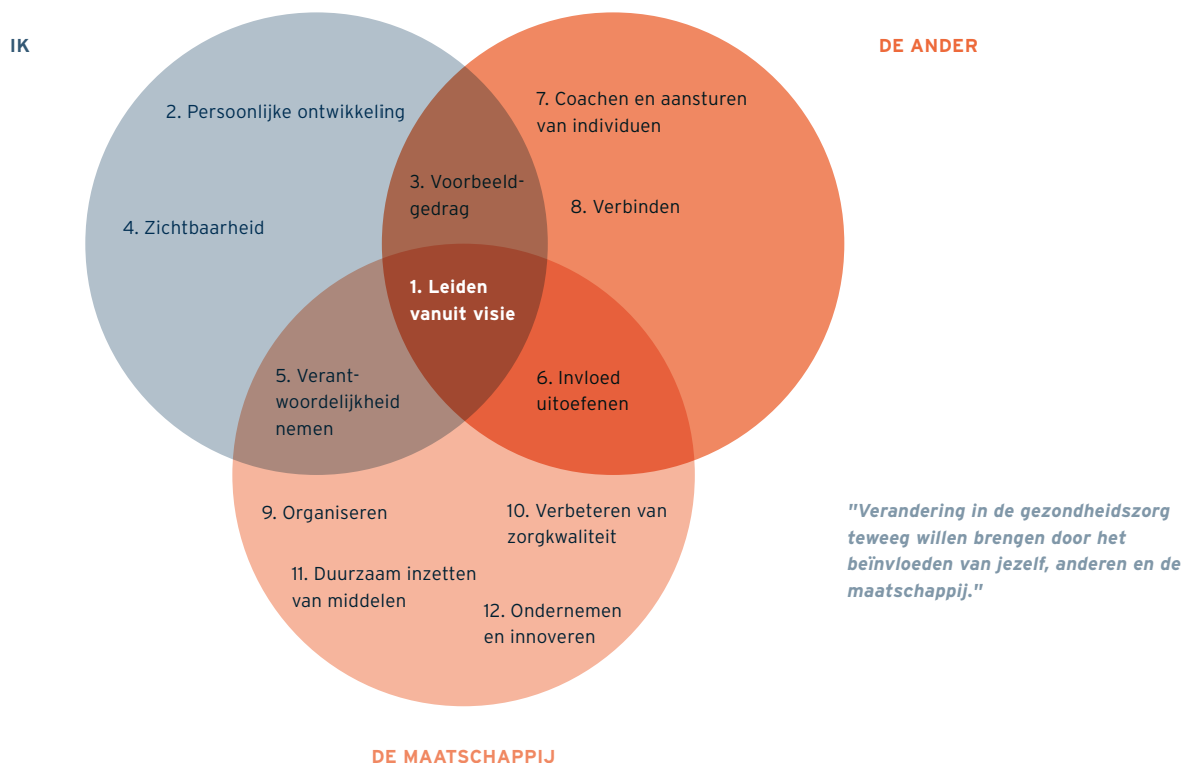 IK
DE ANDER
2. Persoonlijke ontwikkeling
7. Coachen en aansturen
van individuen
3. Voorbeeld-
gedrag
8. Verbinden
4. Zichtbaarheid
1. Leiden
vanuit visie
5. Verant-
woordelijkheid
nemen
6. Invloed
uitoefenen
9. Organiseren
10. Verbeteren van
zorgkwaliteit
11. Duurzaam inzetten
van middelen
12. Ondernemen
en innoveren
"Verandering in de gezondheidszorg
teweeg willen brengen door het
beïnvloeden van jezelf, anderen en de
maatschappij."
DE MAATSCHAPPIJ